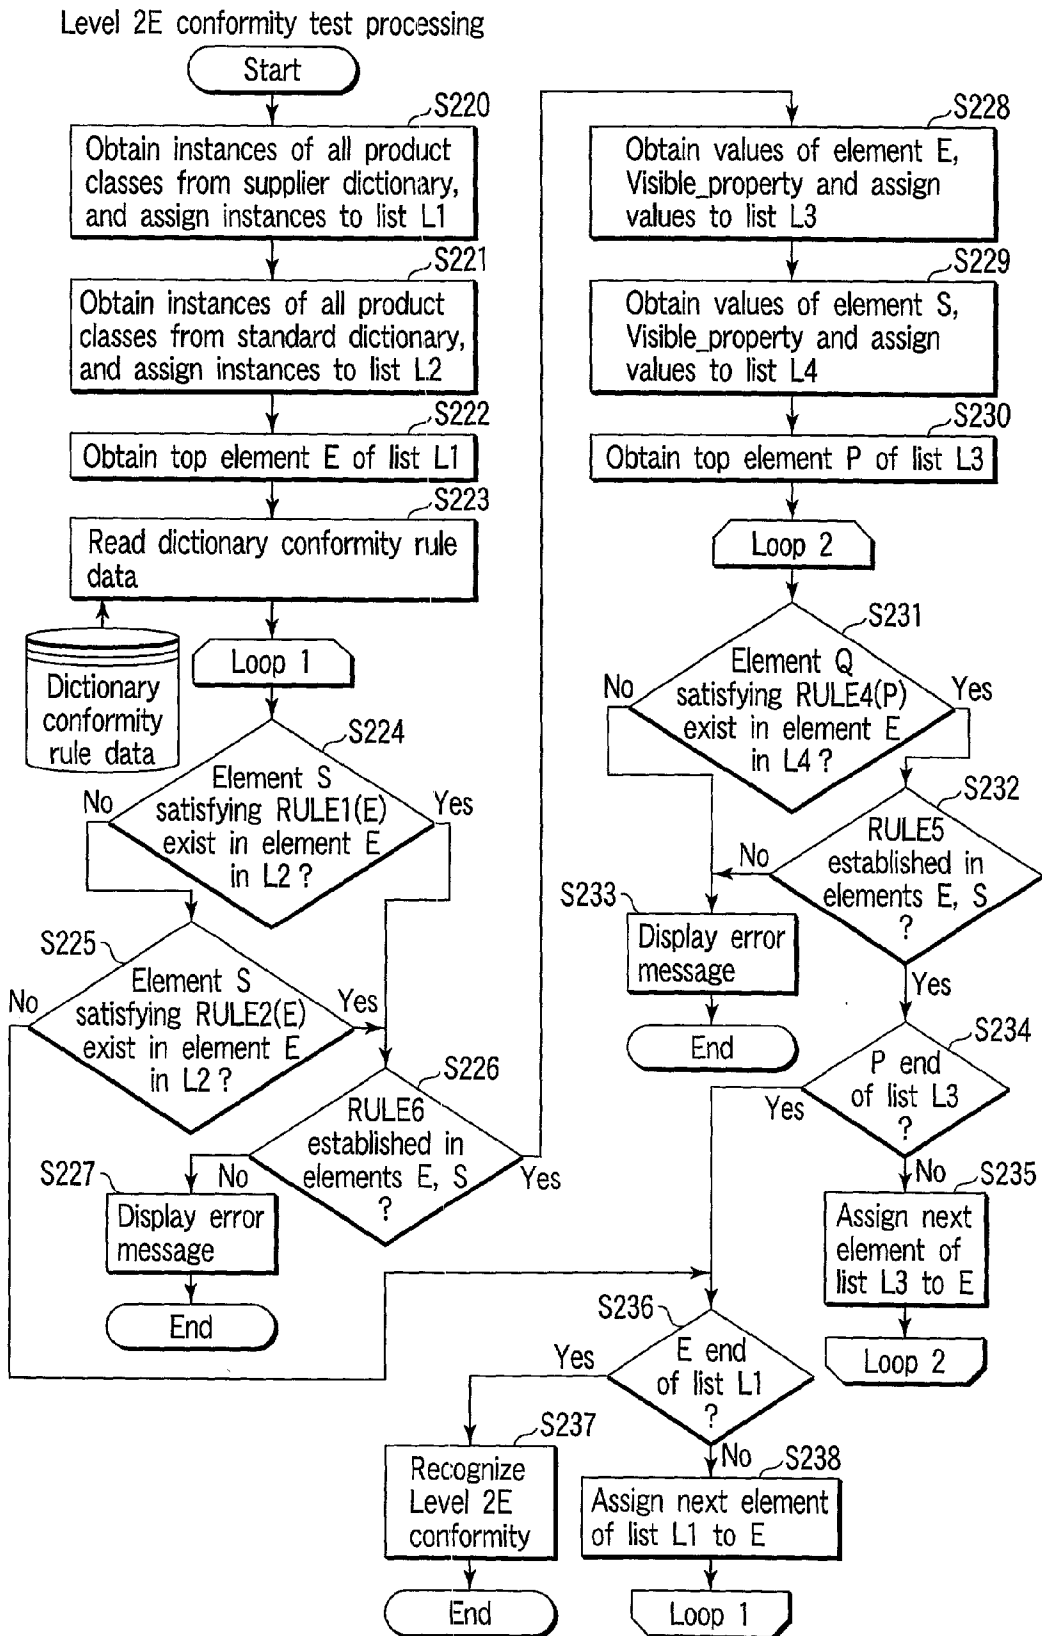 Level 2E conformity test processing
Start
S220
Obtain instances of all product
classes from supplier dictionary,
and assign instances to list L1
S221
Obtain instances of all product
classes from standard dictionary,
and assign instances to list L2
S222
Obtain top element E of list L1
S223
Read dictionary conformity rule
data
Dictionary
conformity
rule data
Loop 1
S224
Element S
satisfying RULE1(E)
exist in element E
in L2?
No
Yes
S225
Element S
satisfying RULE2(E)
exist in element E
in L2?
No
Yes
S226
RULE6
established in
elements E, S
?
No
Yes
S227
Display error
message
End
S228
Obtain values of element E,
Visible_property and assign
values to list L3
S229
Obtain values of element S,
Visible_property and assign
values to list L4
S230
Obtain top element P of list L3
Loop 2
S231
Element Q
satisfying RULE4(P)
exist in element E
in L4?
No
Yes
S232
RULE5
established in
elements E, S
?
No
Yes
S233
Display error
message
End
S234
P end
of list L3
?
Yes
No
S235
Assign next
element of
list L3 to E
Loop 2
S236
E end
of list L1
?
Yes
No
S237
Recognize
Level 2E
conformity
End
S238
Assign next element
of list L1 to E
Loop 1